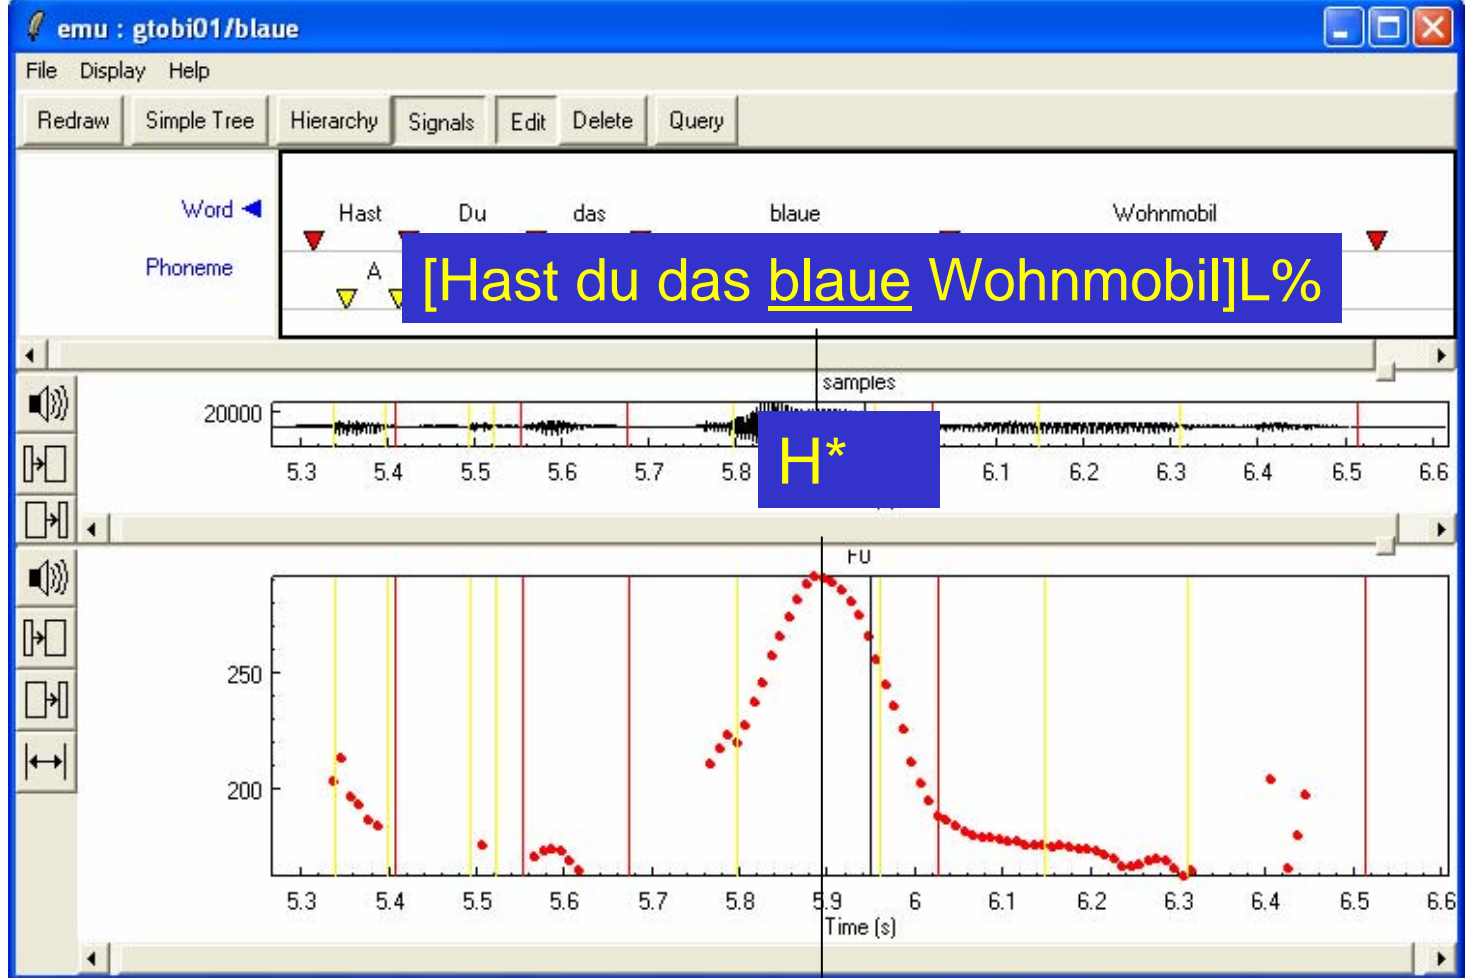 emu : gtobi01/blaue
File Display Help
Redraw Simple Tree Hierarchy Signals Edit Delete Query
Word Hast Du das blaue Wohnmobil
Phoneme A
[Hast du das blaue Wohnmobil]L%
samples
20000
5.3 5.4 5.5 5.6 5.7 5.8 6.1 6.2 6.3 6.4 6.5 6.6
H*
F0
250
200
5.3 5.4 5.5 5.6 5.7 5.8 5.9 6 6.1 6.2 6.3 6.4 6.5 6.6
Time (s)